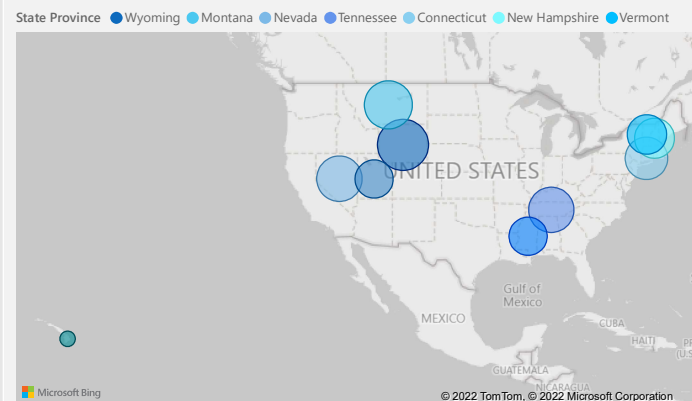 State Province Wyoming Montana Nevada Tennessee Connecticut New Hampshire Vermont
UNITED STATES
Gulf of
Mexico
MEXICO
CUBA
HAITI
PR
(U.S
GUATEMALA
NICARAGUA
Microsoft Bing
© 2022 TomTom, © 2022 Microsoft Corporation